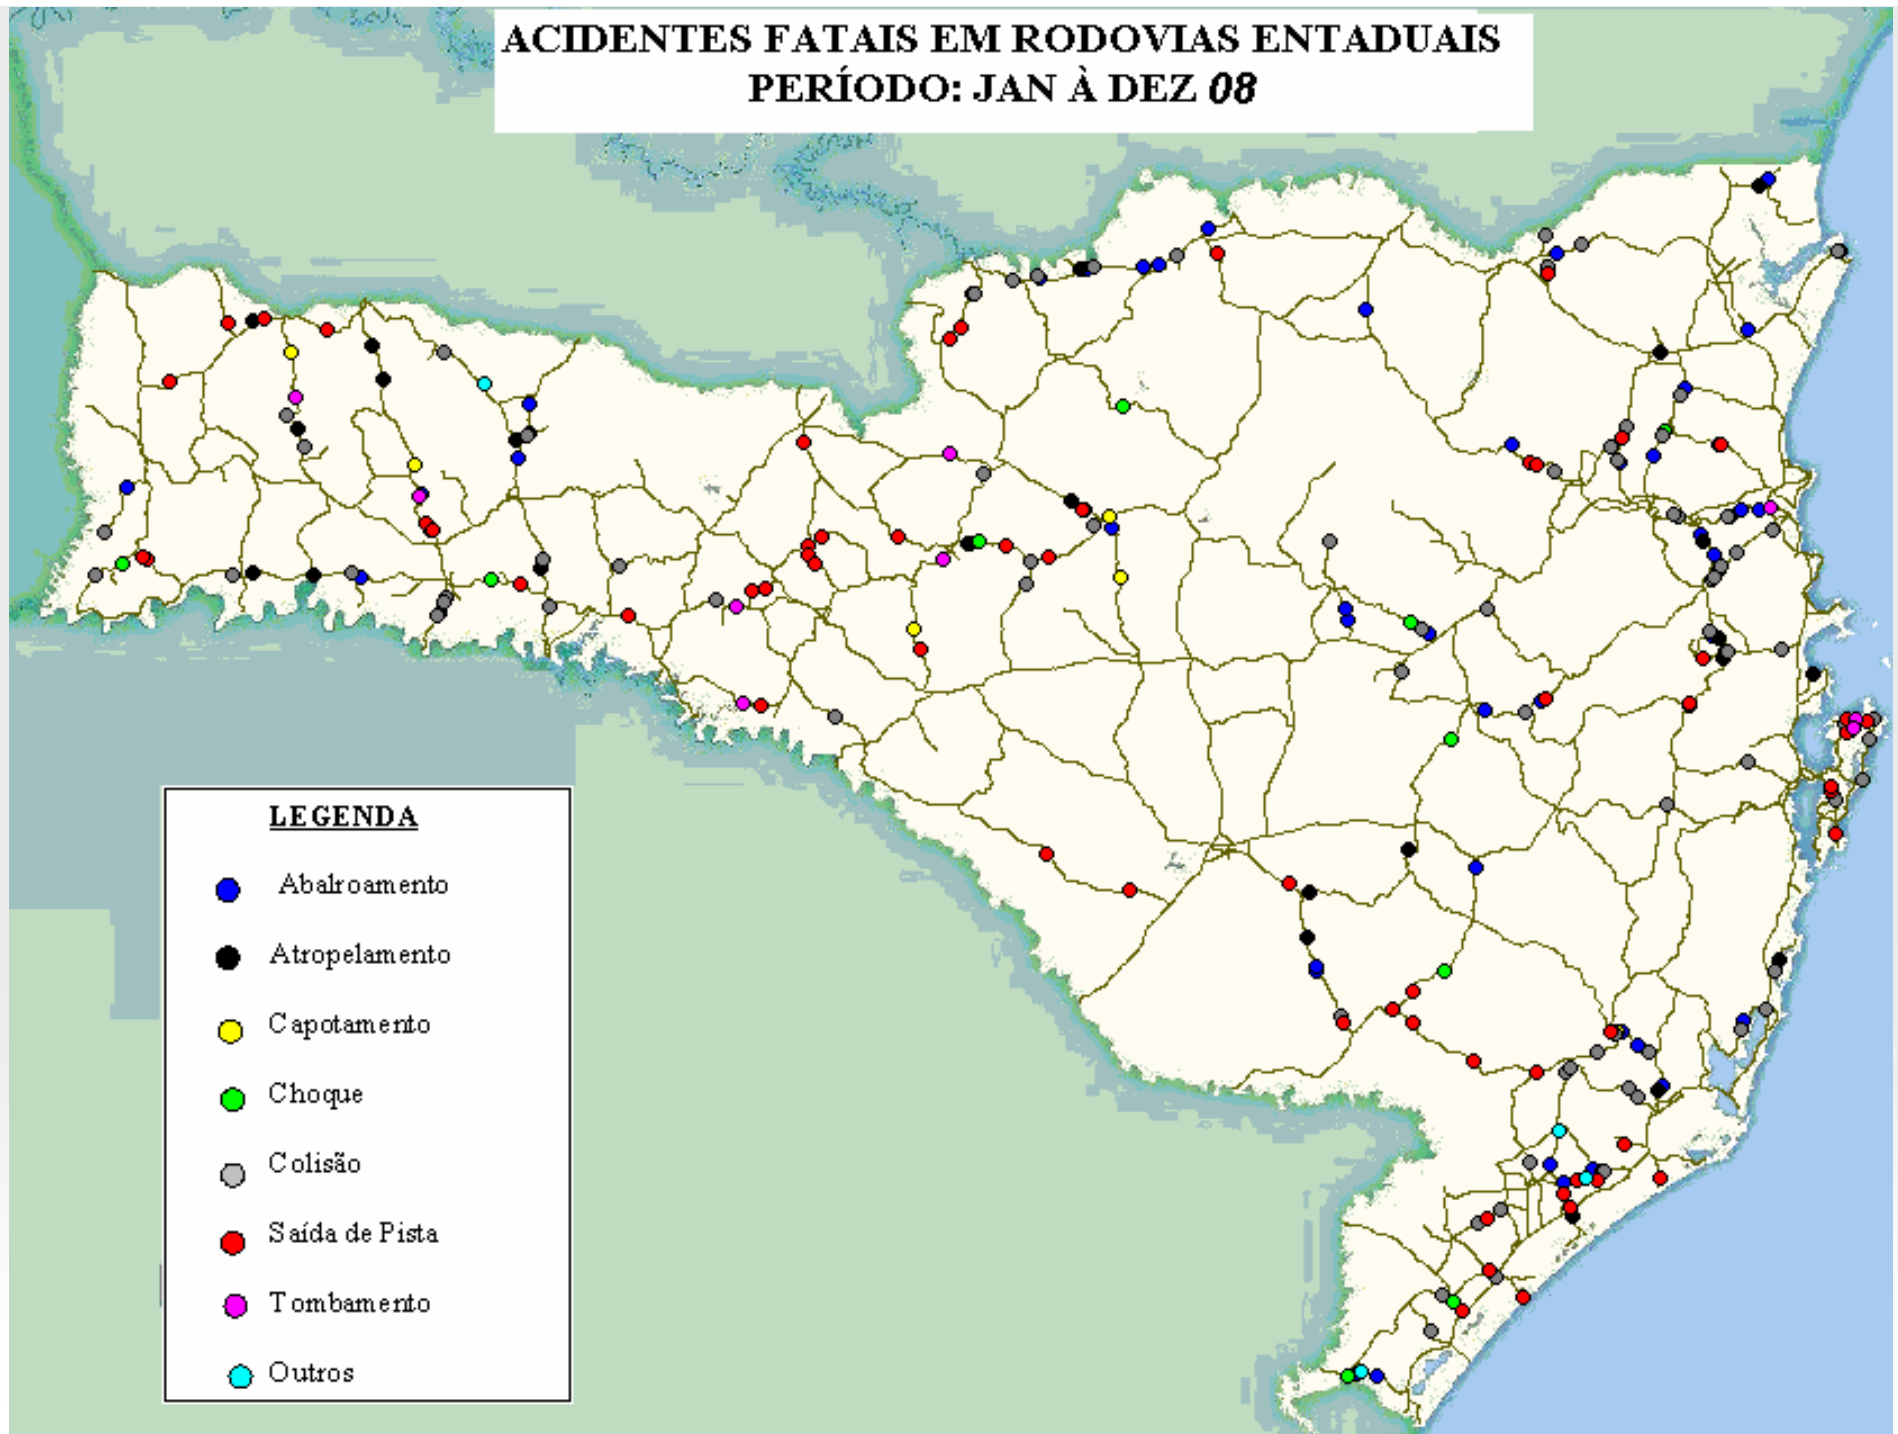 ACIDENTES FATAIS EM RODOVIAS ENTADUAIS
PERÍODO: JAN À DEZ 08
LEGENDA
Abalroamento
Atropelamento
Capotamento
Choque
Colisão
Saída de Pista
Tombamento
Outros